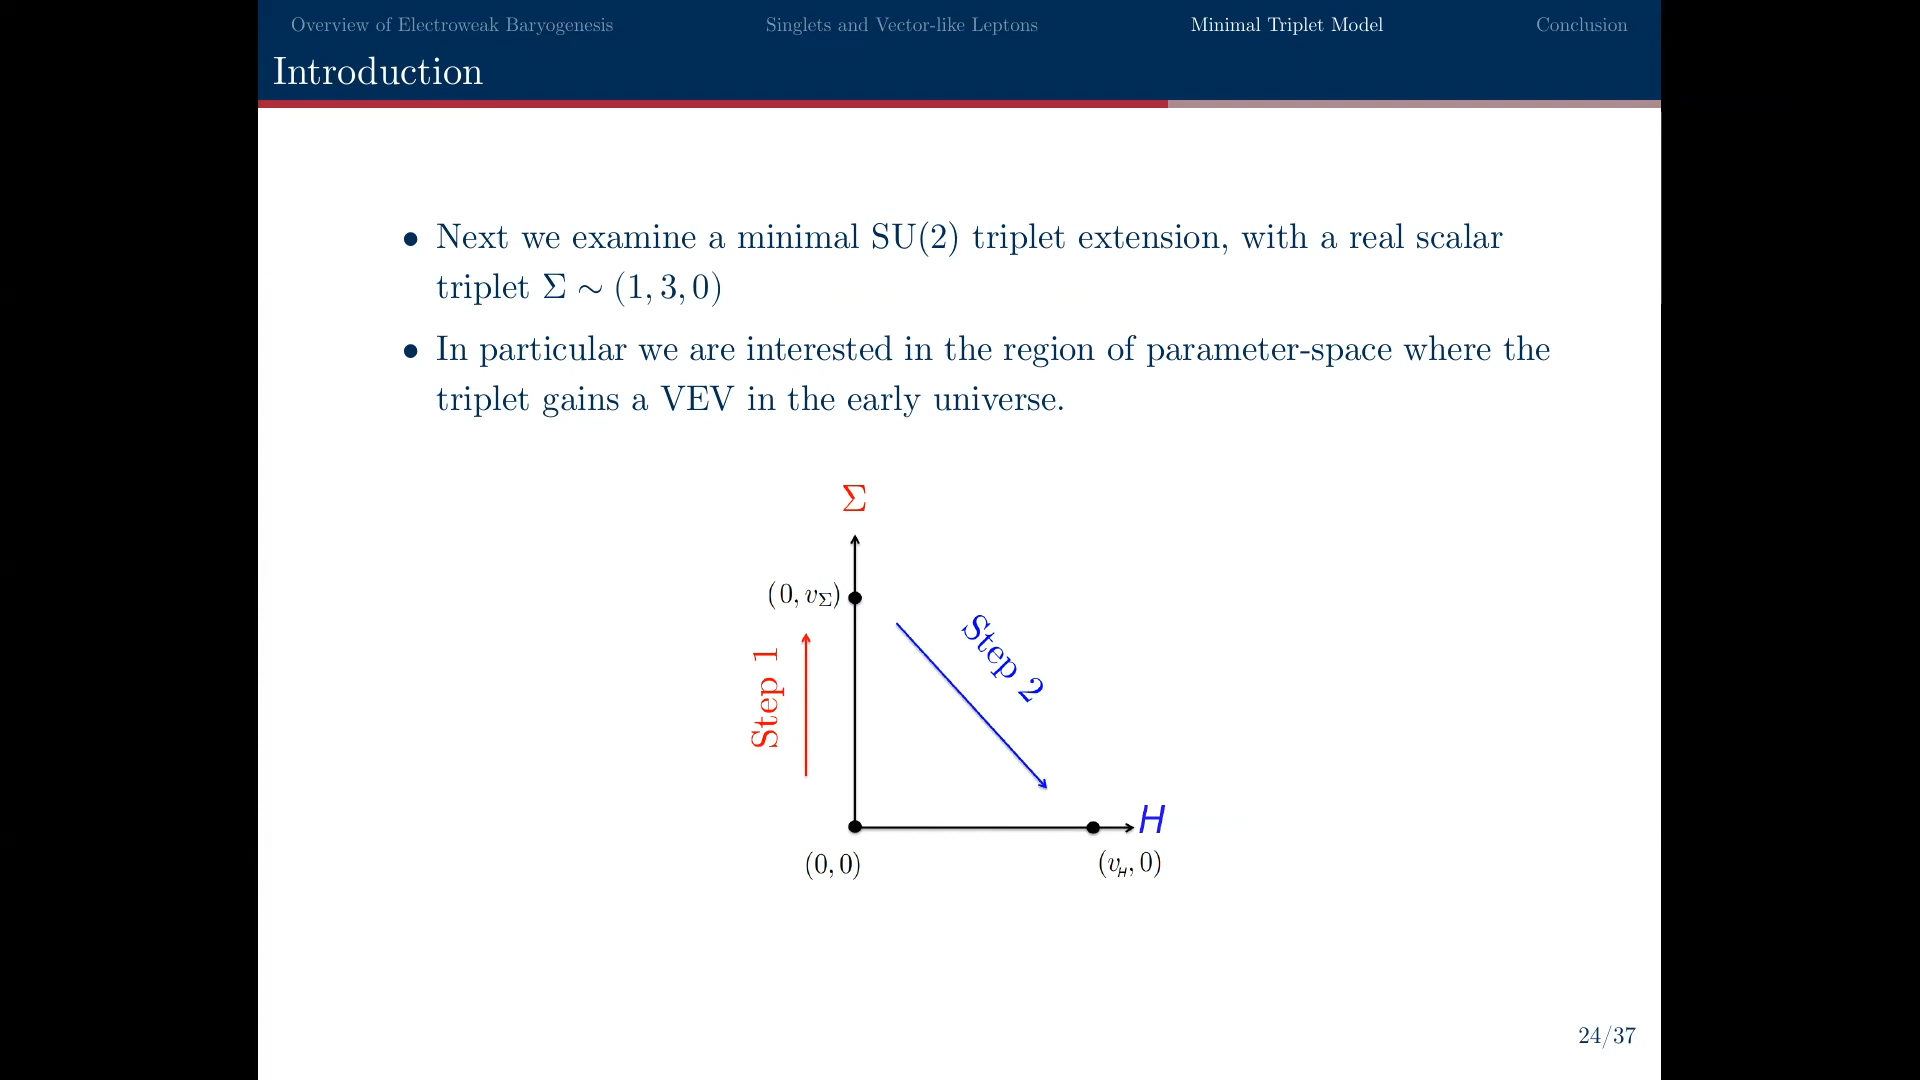 Overview of Electroweak Baryogenesis Singlets and Vector-like Leptons Minimal Triplet Model Conclusion
Introduction
• Next we examine a minimal SU(2) triplet extension, with a real scalar
triplet Σ ∼ (1, 3, 0)
• In particular we are interested in the region of parameter-space where the
triplet gains a VEV in the early universe.
Σ
(0, v_Σ)
Step 1
Step 2
H
(0, 0)
(v_H, 0)
24/37